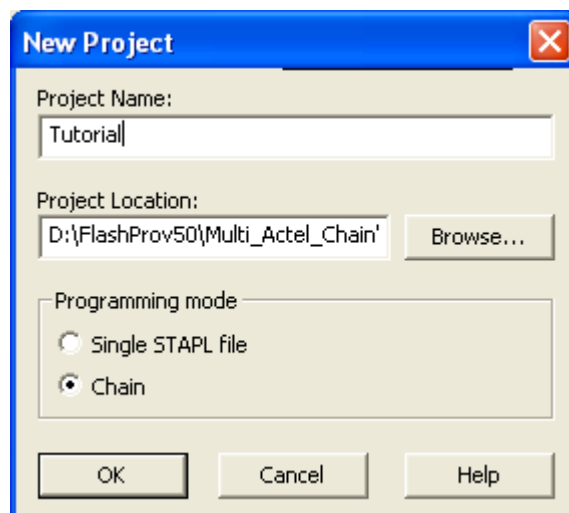 New Project
Project Name:
Tutorial
Project Location:
D:\FlashProv50\Multi_Actel_Chain'
Browse...
Programming mode
Single STAPL file
Chain
OK
Cancel
Help